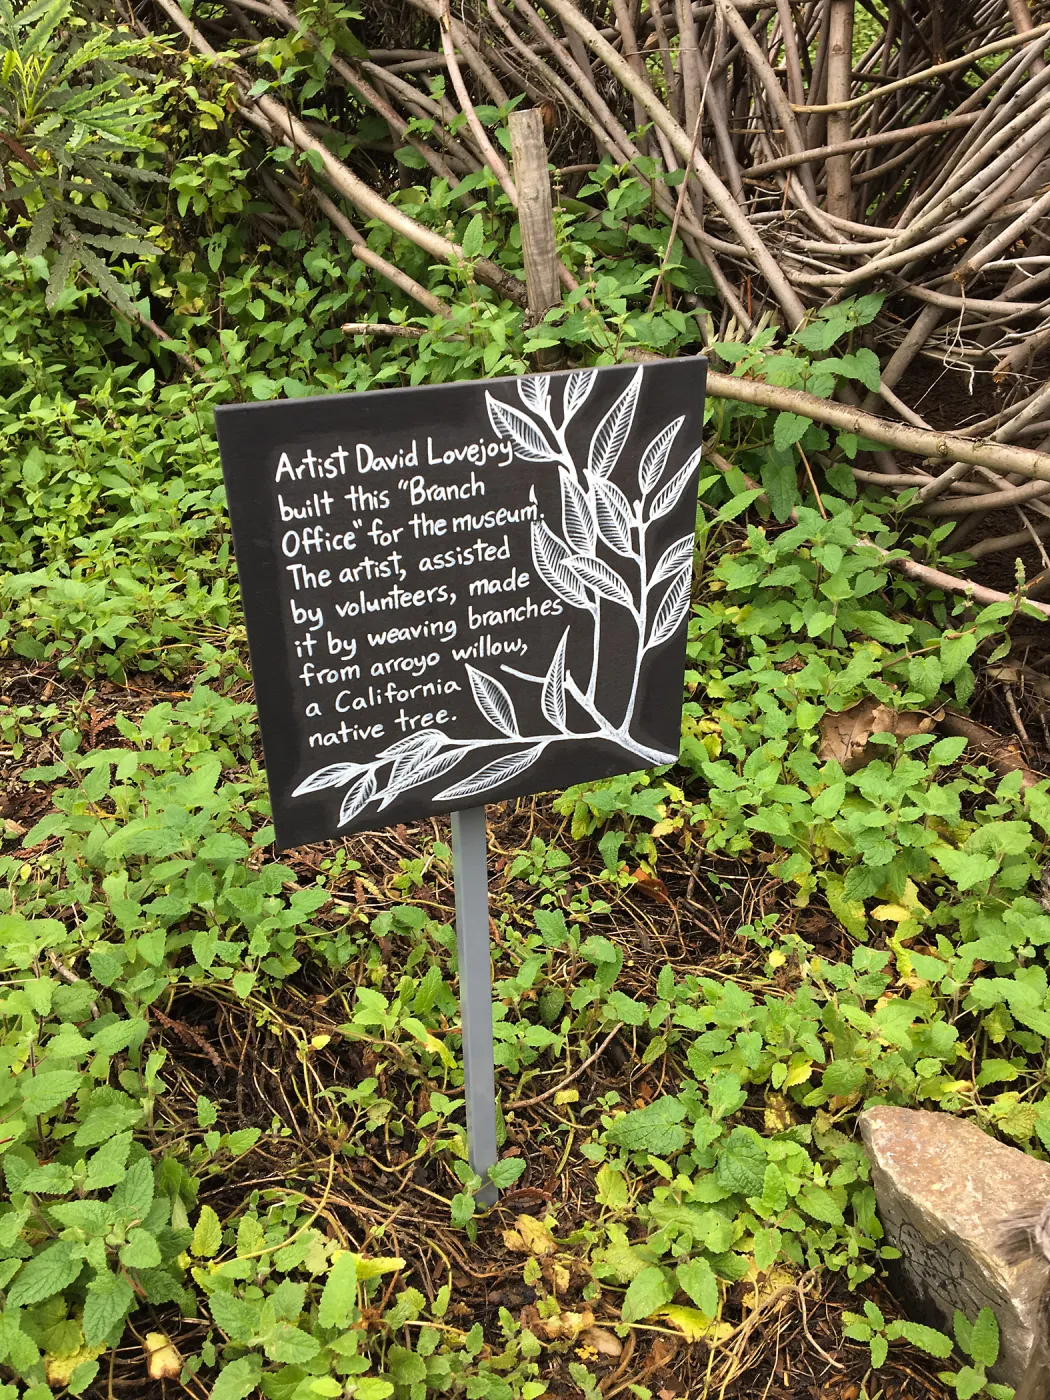 Artist David Lovejoy
built this "Branch
Office" for the museum.
The artist, assisted
by volunteers, made
it by weaving branches
from arroyo willow,
a California
native tree.